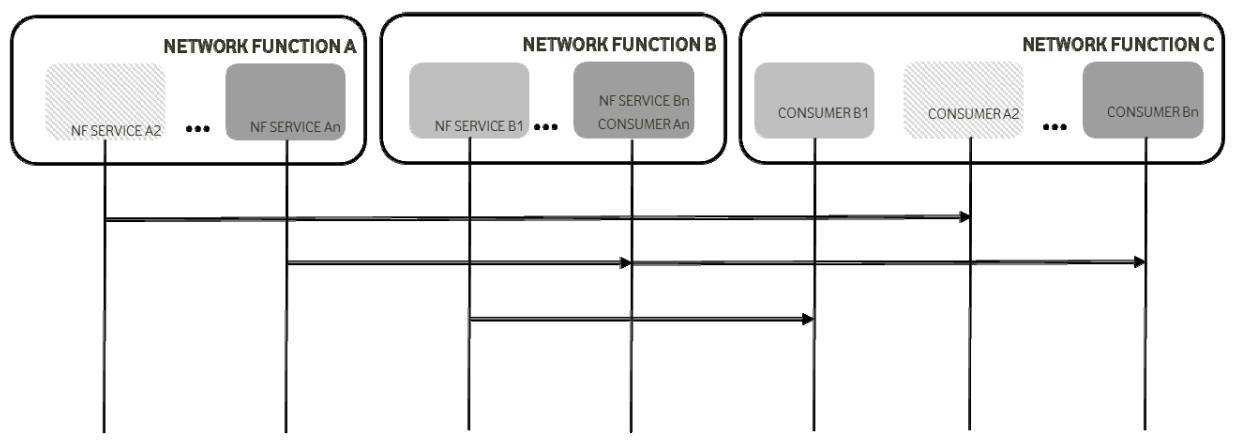 NETWORK FUNCTION A
NF SERVICE A2
•••
NF SERVICE An
NETWORK FUNCTION B
NF SERVICE B1
•••
NF SERVICE Bn
CONSUMER An
NETWORK FUNCTION C
CONSUMER B1
CONSUMER A2
•••
CONSUMER Bn